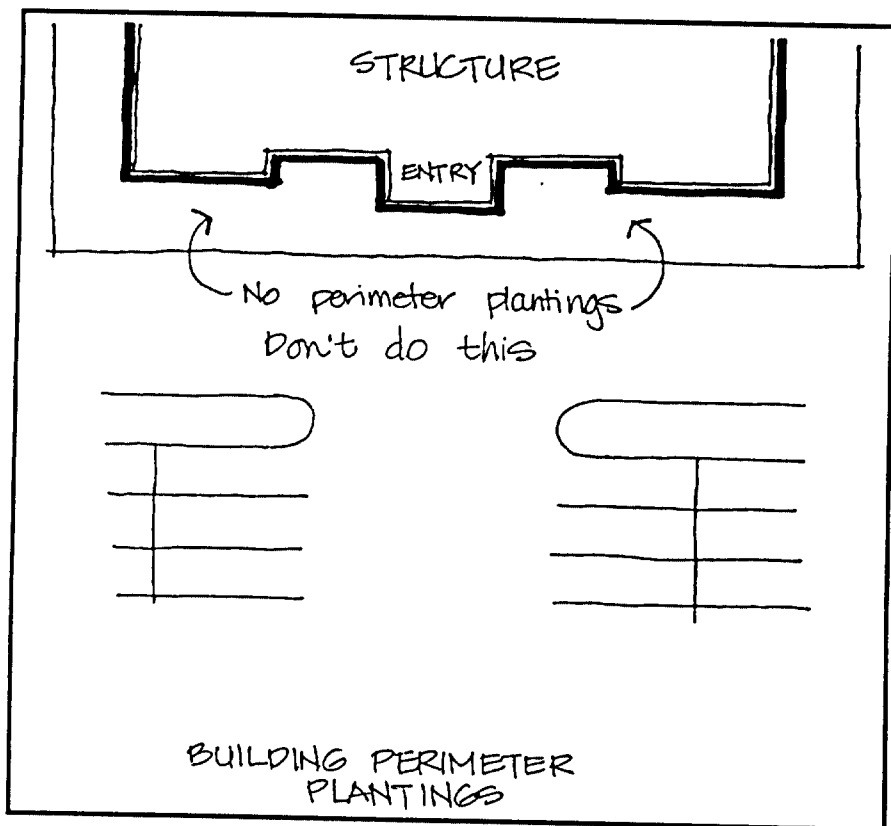 STRUCTURE
ENTRY
No perimeter plantings
Don't do this
BUILDING PERIMETER
PLANTINGS